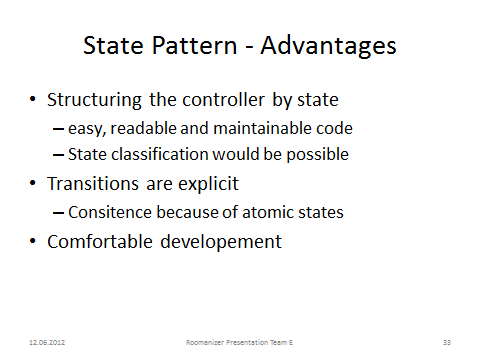 State Pattern - Advantages
• Structuring the controller by state
– easy, readable and maintainable code
– State classification would be possible
• Transitions are explicit
– Consitence because of atomic states
• Comfortable developement
12.06.2012 Roomanizer Presentation Team E 33